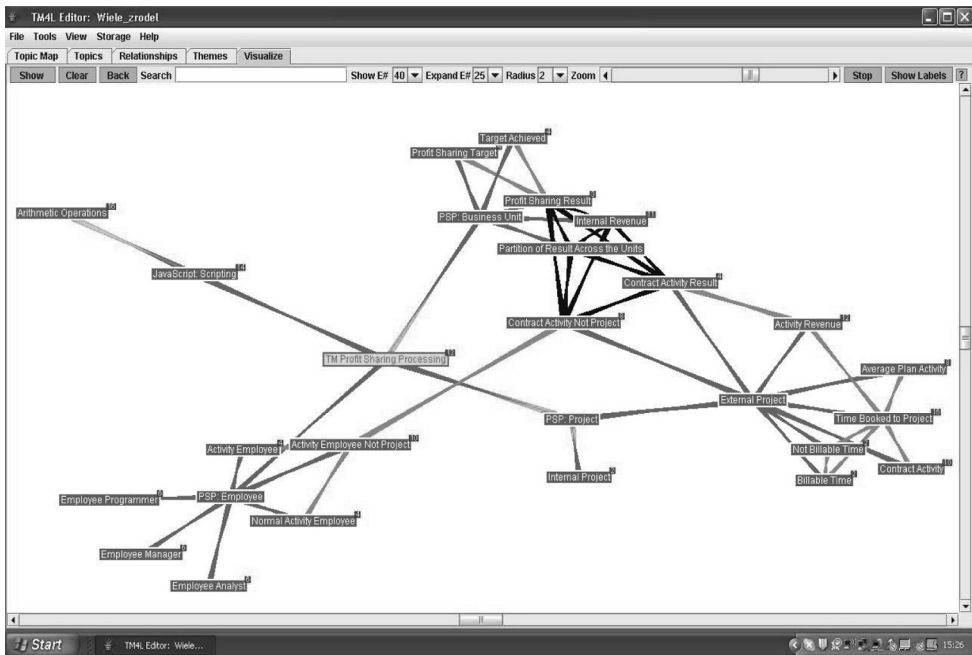 TM4L Editor: Wiele_zrodel
File Tools View Storage Help
Topic Map Topics Relationships Themes Visualize
Show Clear Back Search Show E# 40 Expand E# 25 Radius 2 Zoom Stop Show Labels ?
Target Achieved
Profit Sharing Target
Profit Sharing Result
Arithmetic Operations
PSP: Business Unit
Internal Revenue
Partition of Result Across the Units
JavaScript: Scripting
Contract Activity Result
Contract Activity Not Project
Activity Revenue
TM Profit Sharing Processing
Average Plan Activity
External Project
PSP: Project
Time Booked to Project
Activity Employee
Activity Employee Not Project
Not Billable Time
Contract Activity
Internal Project
Billable Time
Employee Programmer
PSP: Employee
Normal Activity Employee
Employee Manager
Employee Analyst
Start TM4L Editor: Wiele... 15:26